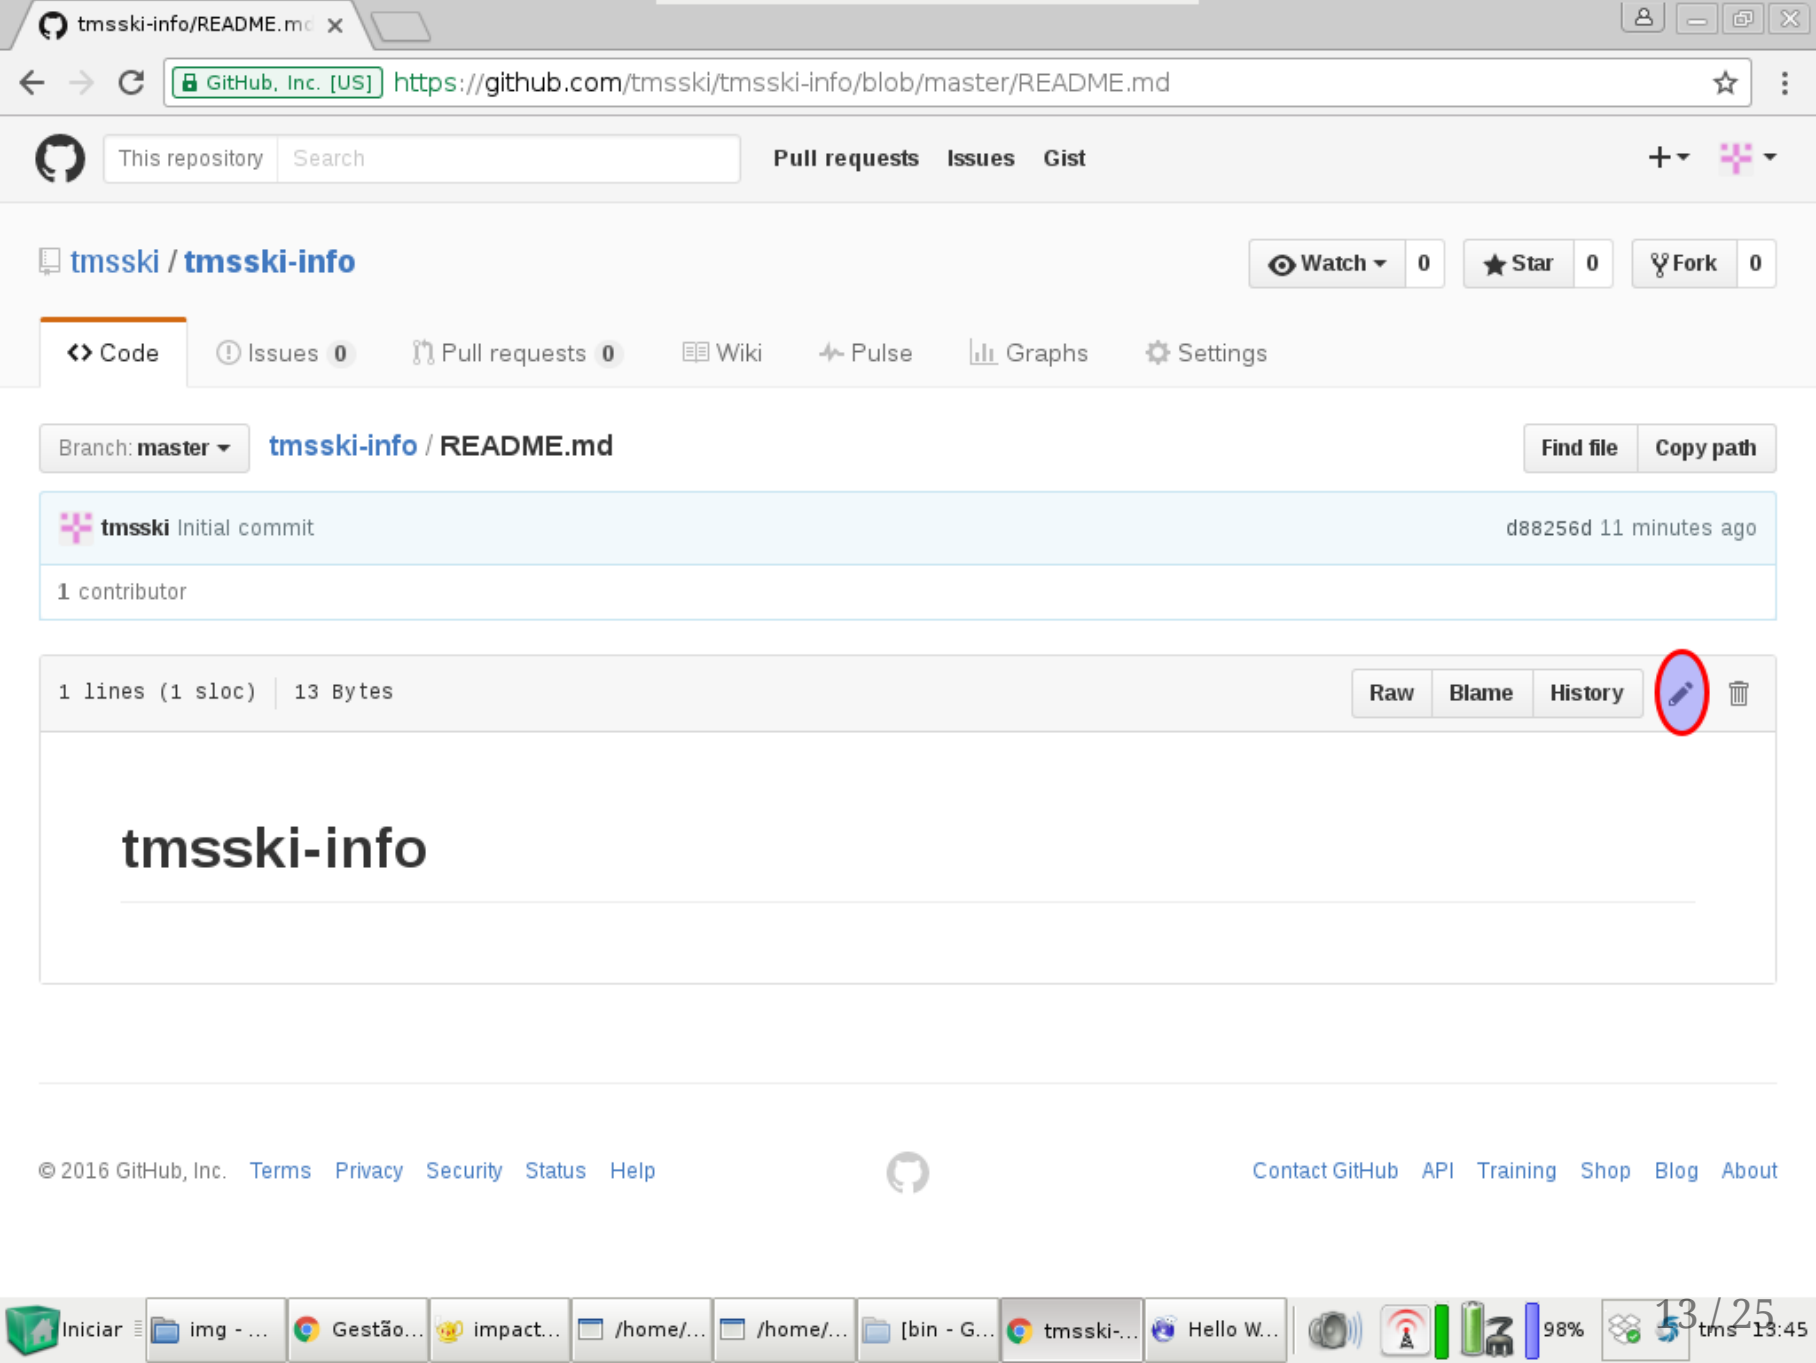 tmsski-info/README.md
GitHub, Inc. [US] https://github.com/tmsski/tmsski-info/blob/master/README.md
This repository Search Pull requests Issues Gist
tmsski / tmsski-info Watch 0 Star 0 Fork 0
Code Issues 0 Pull requests 0 Wiki Pulse Graphs Settings
Branch: master tmsski-info / README.md Find file Copy path
tmsski Initial commit d88256d 11 minutes ago
1 contributor
1 lines (1 sloc) 13 Bytes Raw Blame History
tmsski-info
© 2016 GitHub, Inc. Terms Privacy Security Status Help Contact GitHub API Training Shop Blog About
13 / 25
Iniciar img - ... Gestão... impact... /home/... /home/... [bin - G... tmsski-... Hello W... 98% tms 13:45